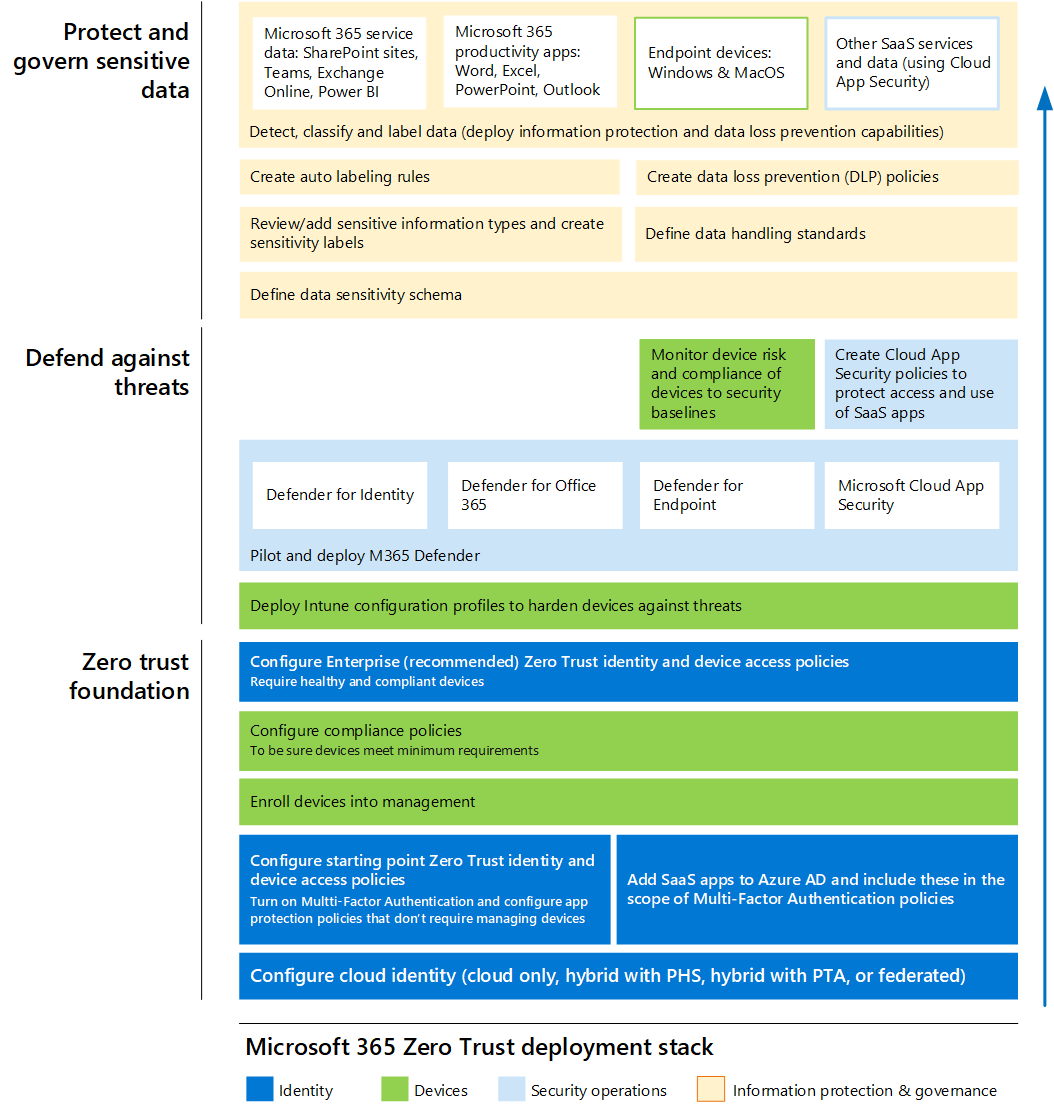 Protect and
govern sensitive
data
Microsoft 365 service
data: SharePoint sites,
Teams, Exchange
Online, Power BI
Microsoft 365
productivity apps:
Word, Excel,
PowerPoint, Outlook
Endpoint devices:
Windows & MacOS
Other SaaS services
and data (using Cloud
App Security)
Detect, classify and label data (deploy information protection and data loss prevention capabilities)
Create auto labeling rules
Create data loss prevention (DLP) policies
Review/add sensitive information types and create
sensitivity labels
Define data handling standards
Define data sensitivity schema
Defend against
threats
Monitor device risk
and compliance of
devices to security
baselines
Create Cloud App
Security policies to
protect access and use
of SaaS apps
Defender for Identity
Defender for Office
365
Defender for
Endpoint
Microsoft Cloud App
Security
Pilot and deploy M365 Defender
Deploy Intune configuration profiles to harden devices against threats
Zero trust
foundation
Configure Enterprise (recommended) Zero Trust identity and device access policies
Require healthy and compliant devices
Configure compliance policies
To be sure devices meet minimum requirements
Enroll devices into management
Configure starting point Zero Trust identity and
device access policies
Turn on Multti-Factor Authentication and configure app
protection policies that don't require managing devices
Add SaaS apps to Azure AD and include these in the
scope of Multi-Factor Authentication policies
Configure cloud identity (cloud only, hybrid with PHS, hybrid with PTA, or federated)
Microsoft 365 Zero Trust deployment stack
Identity
Devices
Security operations
Information protection & governance